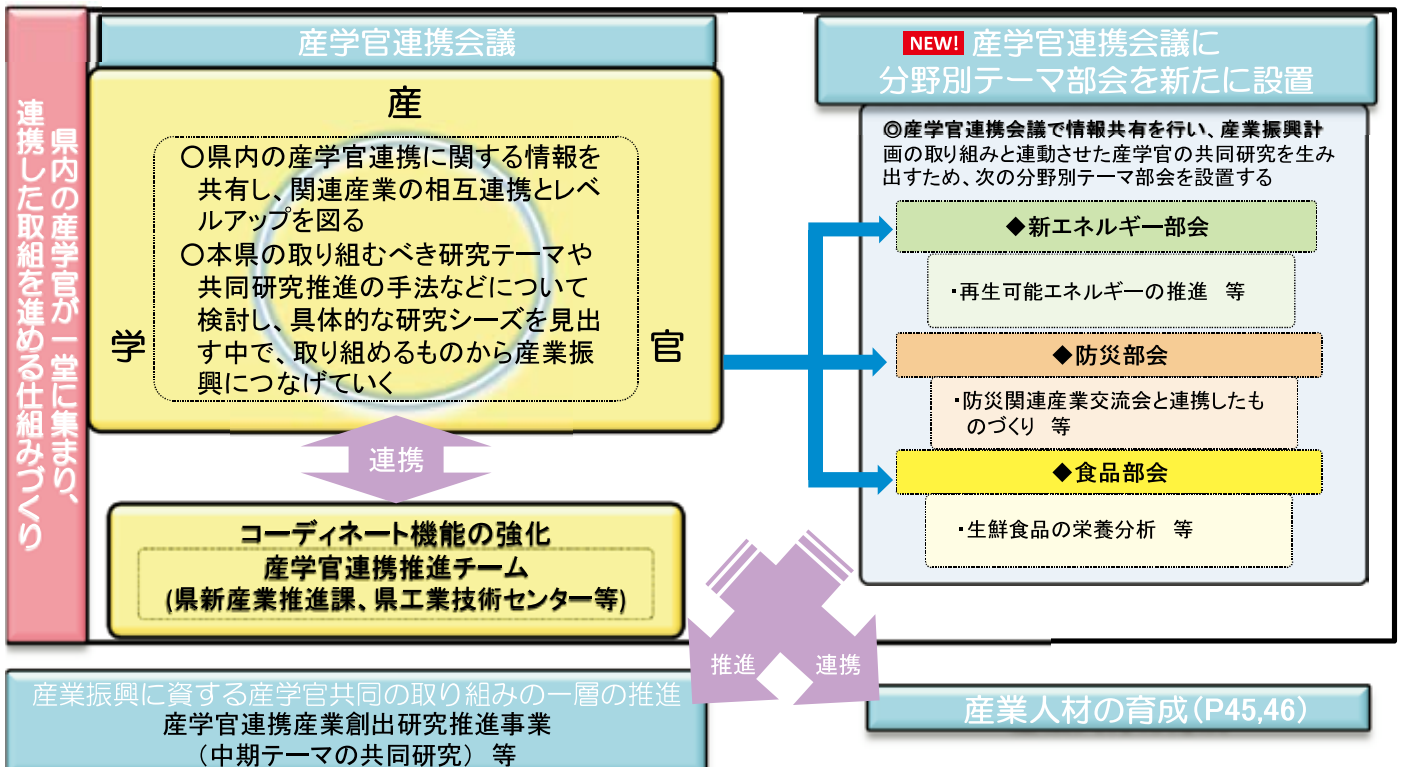 県内の産学官が一堂に集まり、
連携した取組を進める仕組みづくり
産学官連携会議
産
学
官
○県内の産学官連携に関する情報を
共有し、関連産業の相互連携とレベ
ルアップを図る
○本県の取り組むべき研究テーマや
共同研究推進の手法などについて
検討し、具体的な研究シーズを見出
す中で、取り組めるものから産業振
興につなげていく
連携
コーディネート機能の強化
産学官連携推進チーム
(県新産業推進課、県工業技術センター等)
NEW! 産学官連携会議に
分野別テーマ部会を新たに設置
◎産学官連携会議で情報共有を行い、産業振興計
画の取り組みと連動させた産学官の共同研究を生み
出すため、次の分野別テーマ部会を設置する
◆新エネルギー部会
・再生可能エネルギーの推進 等
◆防災部会
・防災関連産業交流会と連携したも
のづくり 等
◆食品部会
・生鮮食品の栄養分析 等
推進
連携
産業振興に資する産学官共同の取り組みの一層の推進
産学官連携産業創出研究推進事業
(中期テーマの共同研究) 等
産業人材の育成(P45,46)